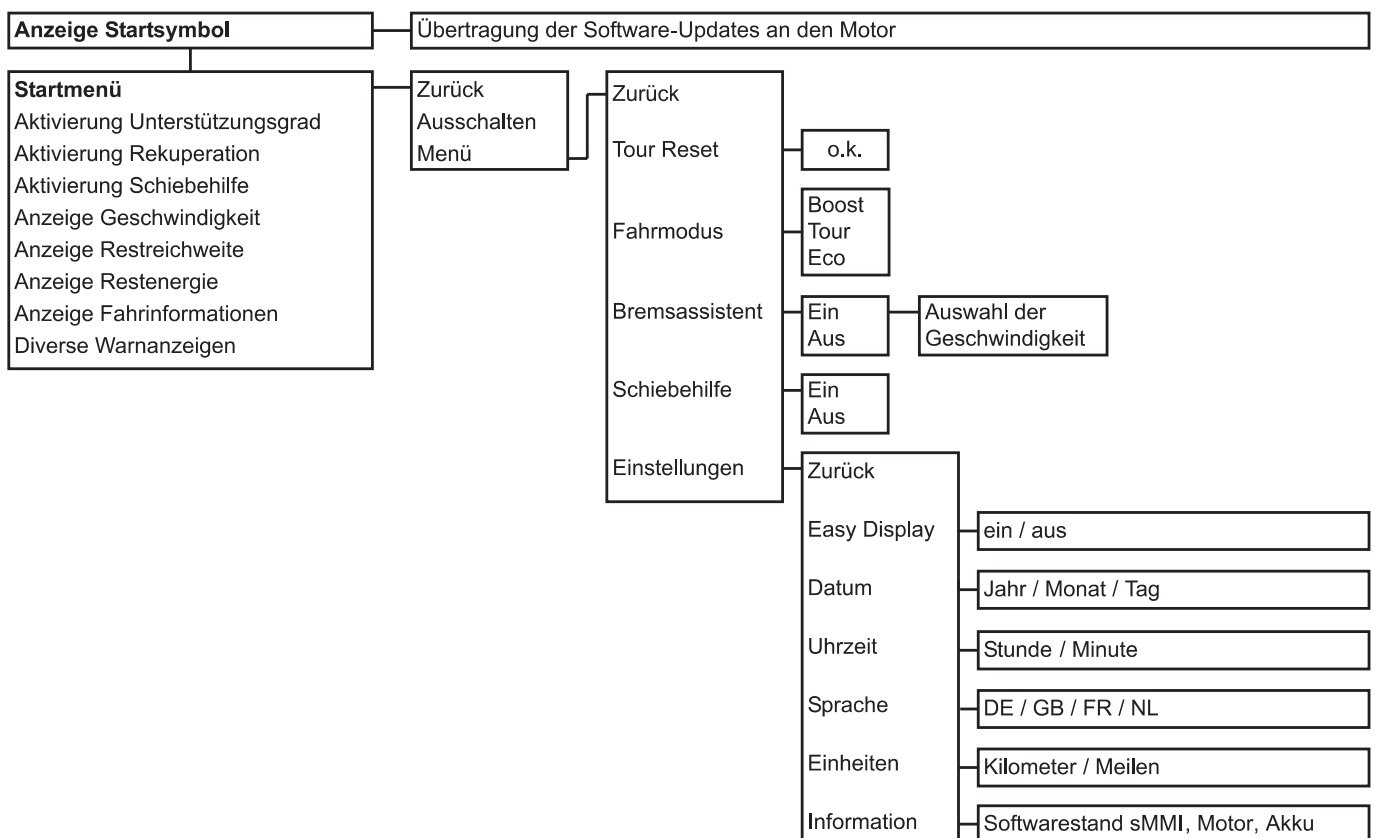 Anzeige Startsymbol
Übertragung der Software-Updates an den Motor
Startmenü
Aktivierung Unterstützungsgrad
Aktivierung Rekuperation
Aktivierung Schiebehilfe
Anzeige Geschwindigkeit
Anzeige Restreichweite
Anzeige Restenergie
Anzeige Fahrinformationen
Diverse Warnanzeigen
Zurück
Ausschalten
Menü
Zurück
Tour Reset
o.k.
Fahrmodus
Boost
Tour
Eco
Bremsassistent
Ein
Aus
Auswahl der
Geschwindigkeit
Schiebehilfe
Ein
Aus
Einstellungen
Zurück
Easy Display
ein / aus
Datum
Jahr / Monat / Tag
Uhrzeit
Stunde / Minute
Sprache
DE / GB / FR / NL
Einheiten
Kilometer / Meilen
Information
Softwarestand sMMI, Motor, Akku